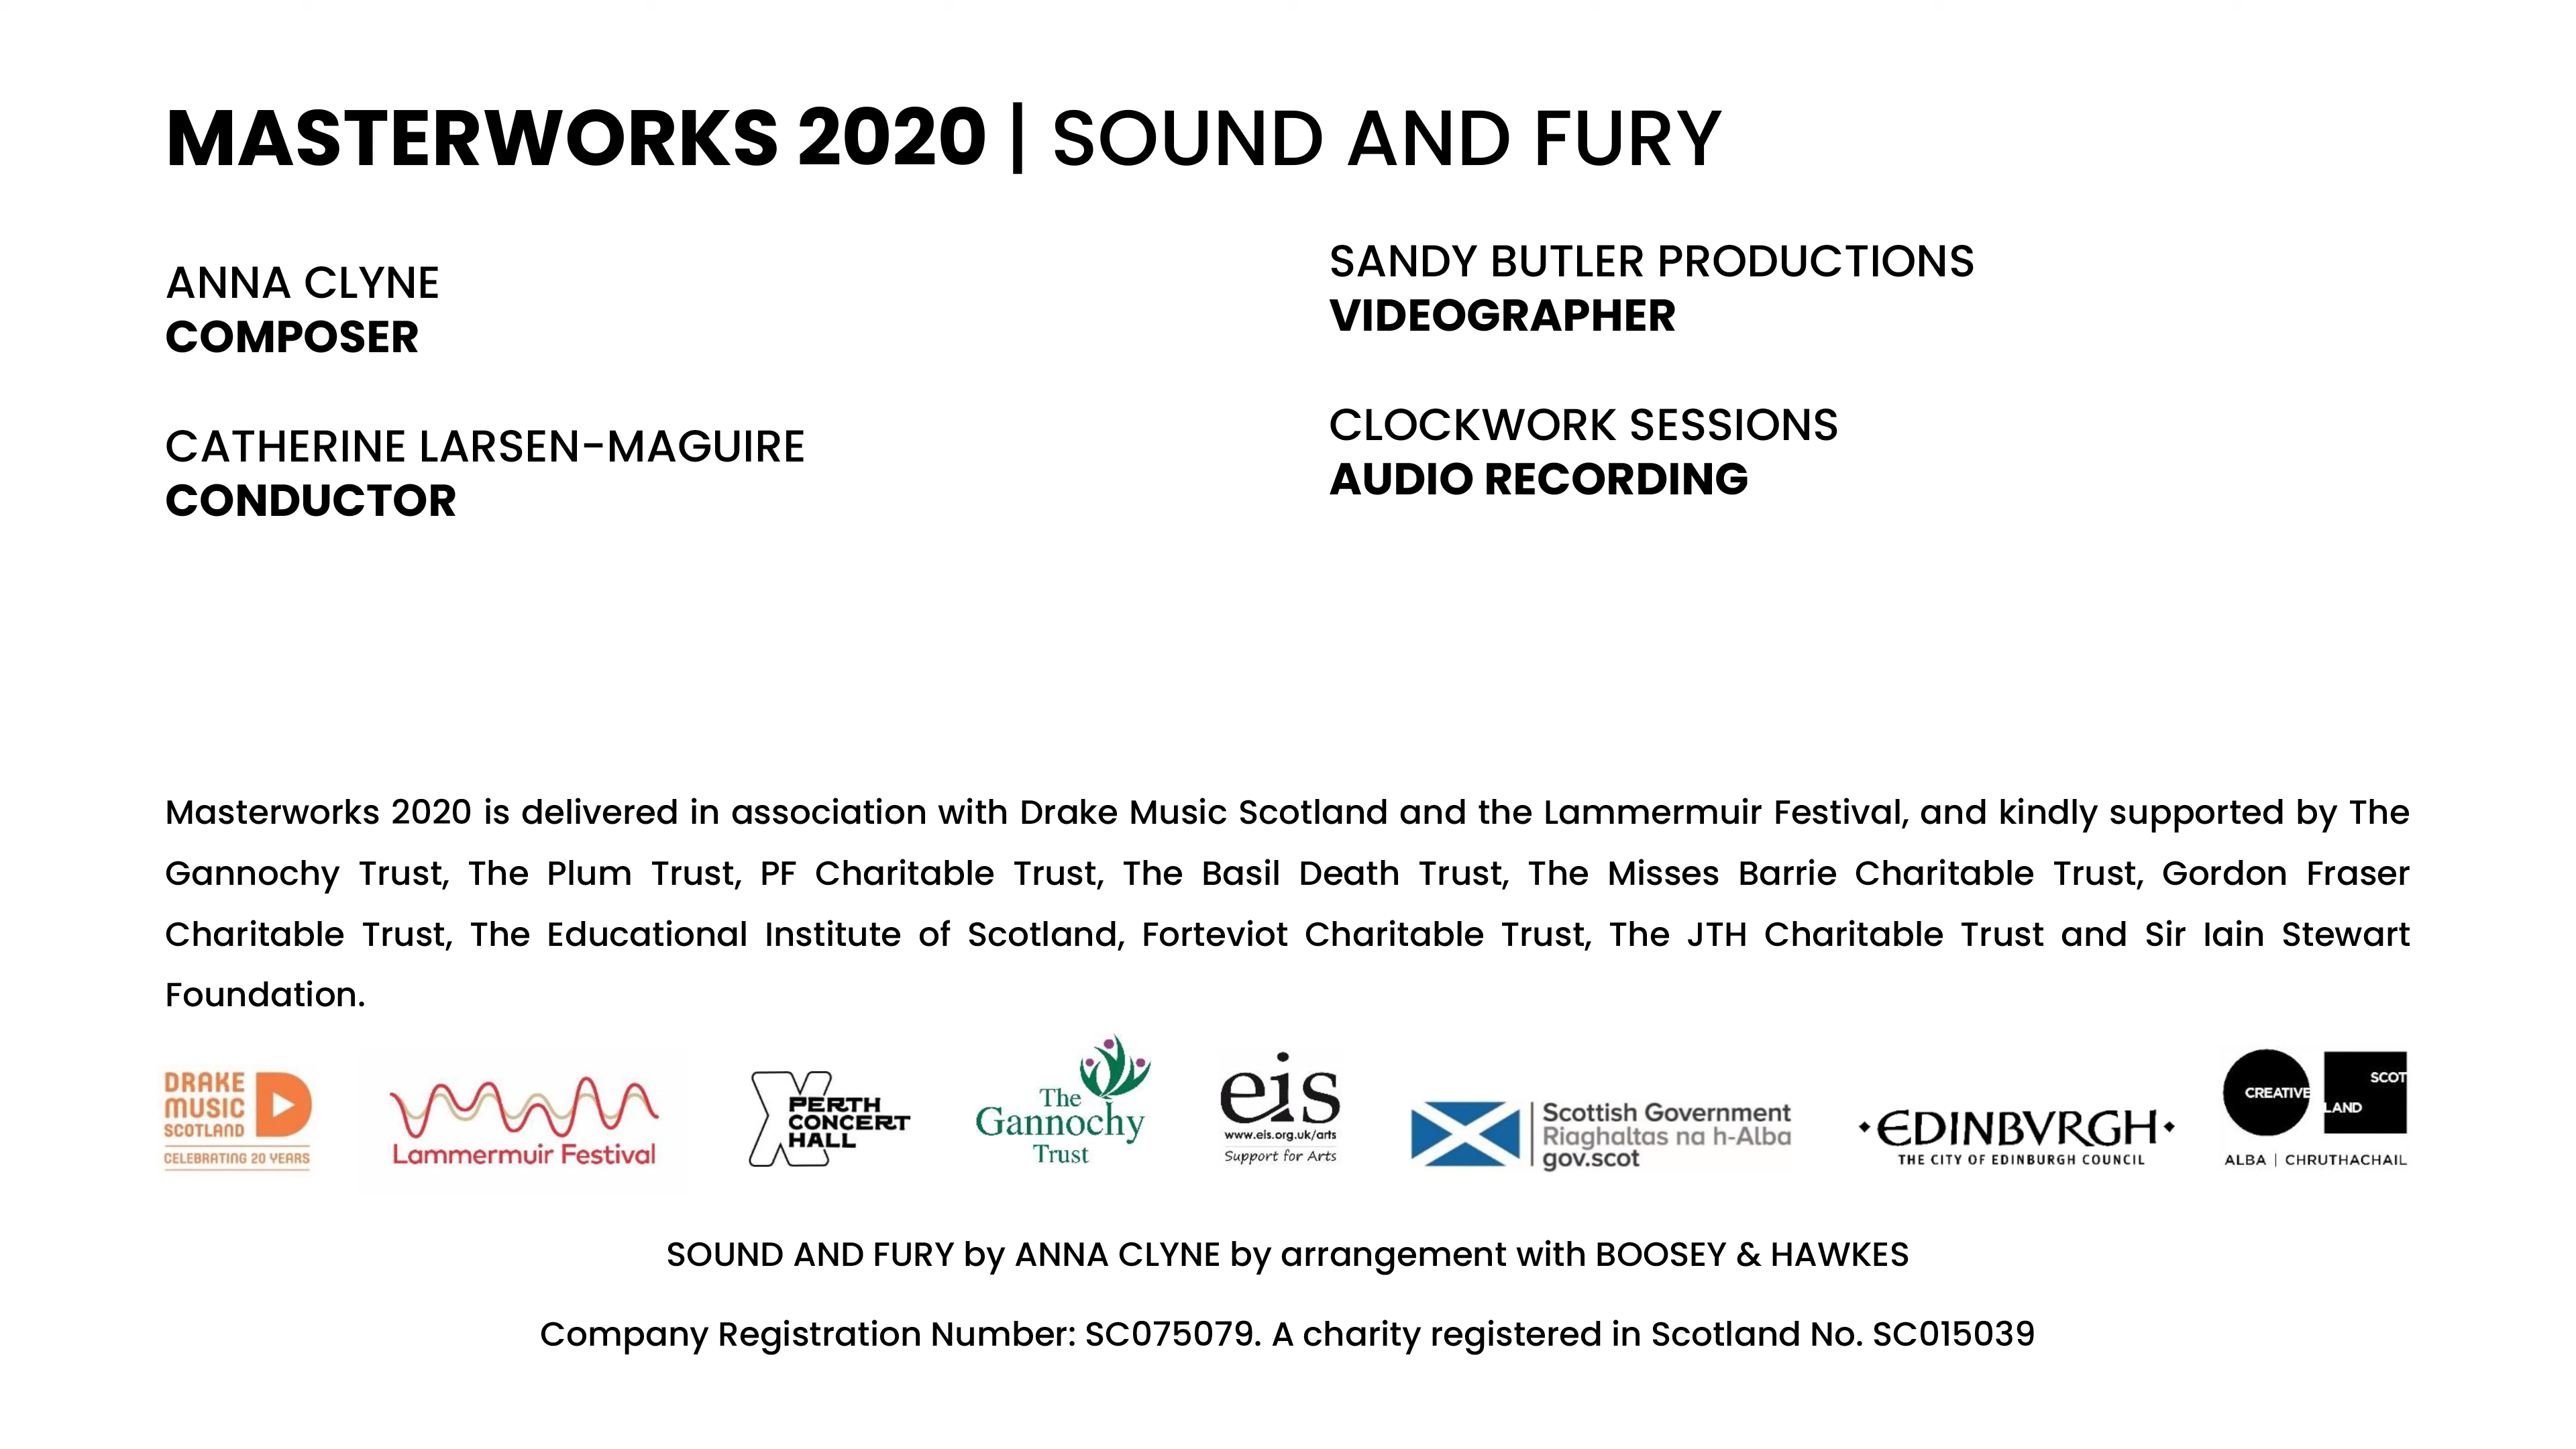 MASTERWORKS 2020 | SOUND AND FURY
ANNA CLYNE
COMPOSER
CATHERINE LARSEN-MAGUIRE
CONDUCTOR
SANDY BUTLER PRODUCTIONS
VIDEOGRAPHER
CLOCKWORK SESSIONS
AUDIO RECORDING
Masterworks 2020 is delivered in association with Drake Music Scotland and the Lammermuir Festival, and kindly supported by The
Gannochy Trust, The Plum Trust, PF Charitable Trust, The Basil Death Trust, The Misses Barrie Charitable Trust, Gordon Fraser
Charitable Trust, The Educational Institute of Scotland, Forteviot Charitable Trust, The JTH Charitable Trust and Sir Iain Stewart
Foundation.
DRAKE
MUSIC
SCOTLAND
CELEBRATING 20 YEARS
Lammermuir Festival
PERTH
CONCERT
HALL
The
Gannochy
Trust
eis
www.eis.org.uk/arts
Support for Arts
Scottish Government
Riaghaltas na h-Alba
gov.scot
EDINBVRGH
THE CITY OF EDINBURGH COUNCIL
CREATIVE
SCOT
LAND
ALBA | CHRUTHACHAIL
SOUND AND FURY by ANNA CLYNE by arrangement with BOOSEY & HAWKES
Company Registration Number: SC075079. A charity registered in Scotland No. SC015039